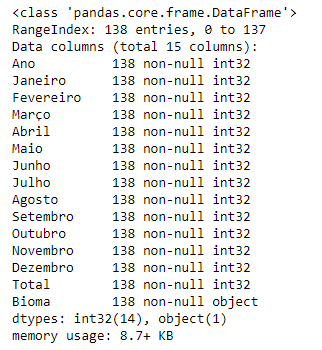 <class 'pandas.core.frame.DataFrame'>
RangeIndex: 138 entries, 0 to 137
Data columns (total 15 columns):
Ano          138 non-null int32
Janeiro      138 non-null int32
Fevereiro    138 non-null int32
Março        138 non-null int32
Abril        138 non-null int32
Maio         138 non-null int32
Junho        138 non-null int32
Julho        138 non-null int32
Agosto       138 non-null int32
Setembro     138 non-null int32
Outubro      138 non-null int32
Novembro     138 non-null int32
Dezembro     138 non-null int32
Total        138 non-null int32
Bioma        138 non-null object
dtypes: int32(14), object(1)
memory usage: 8.7+ KB